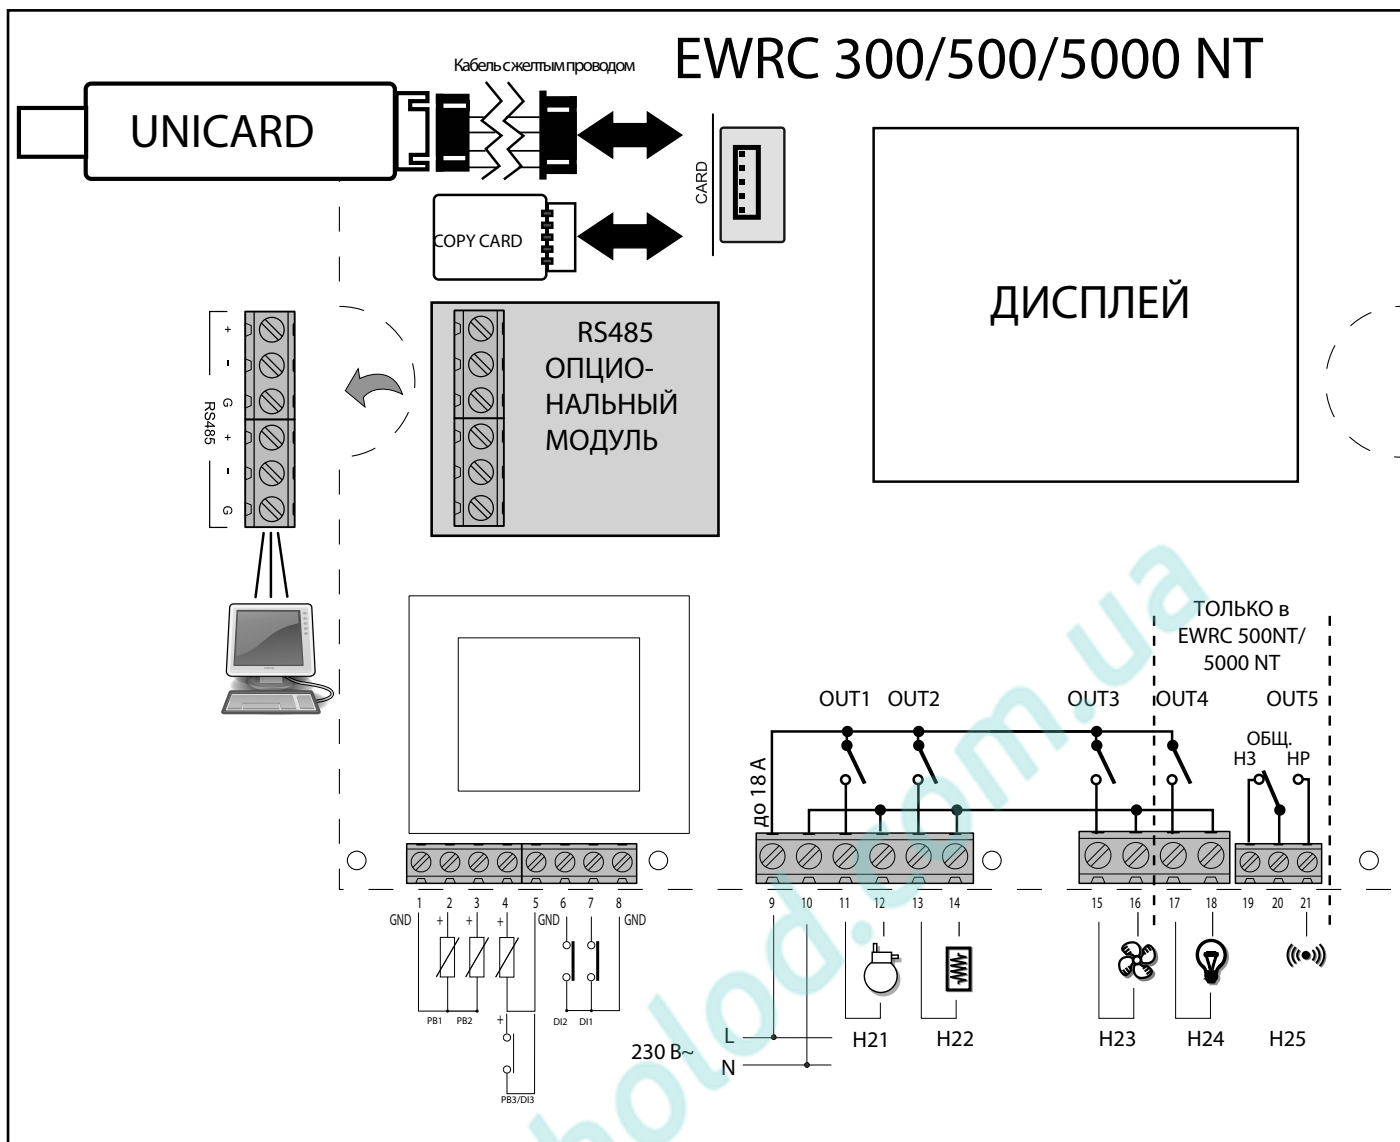 EWRC 300/500/5000 NT
Кабель с желтым проводом
UNICARD
CARD
COPY CARD
ДИСПЛЕЙ
RS485
ОПЦИО-
НАЛЬНЫЙ
МОДУЛЬ
+
-
G
+
-
G
RS485
ТОЛЬКО в
EWRC 500NT/
5000 NT
OUT1 OUT2 OUT3 OUT4 OUT5
ОБЩ.
НЗ НР
до 18 А
1 2 3 4 5 6 7 8 9 10 11 12 13 14 15 16 17 18 19 20 21
GND + + + GND GND
PB1 PB2 DI2 DI1
+
PB3/DI3
230 В~
L
N
H21 H22 H23 H24 H25
holod.com.ua